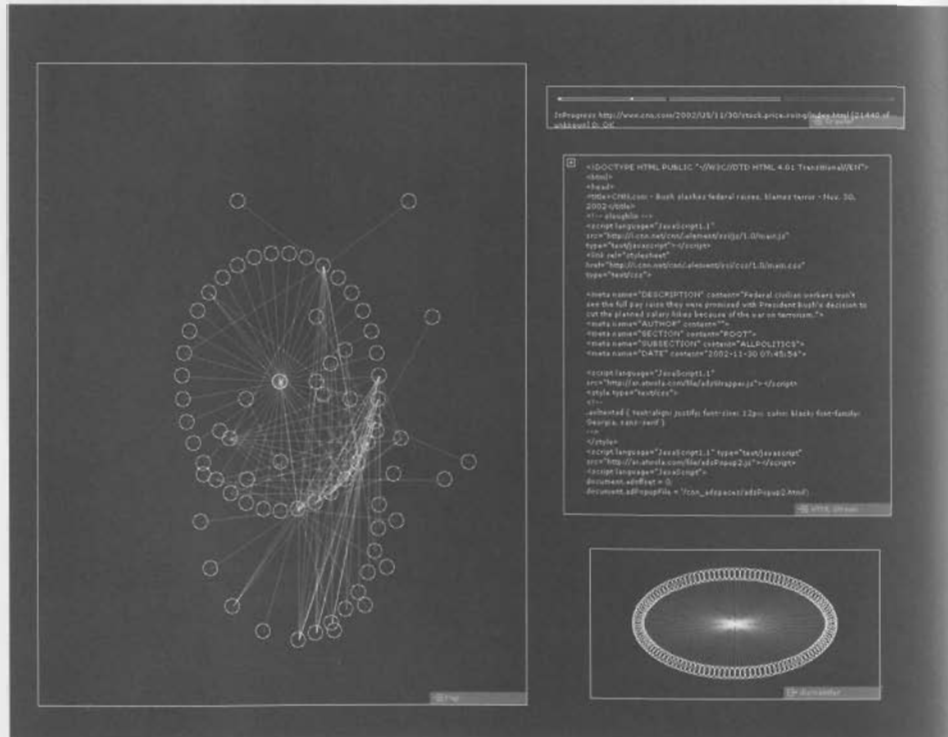 InProgress http://www.cnn.com/2002/US/11/30/stock.price.rising/index.html [21440 of
unknown] 0: OK
Crawler
<!DOCTYPE HTML PUBLIC "-//W3C//DTD HTML 4.01 Transitional//EN">
<html>
<head>
<title>CNN.com - Bush slashes federal raises, blames terror - Nov. 30,
2002</title>
<!-- -->
<script language="JavaScript1.1"
src="http://i.cnn.net/cnn/.element/ssi/js/1.0/main.js"
type="text/javascript"></script>
<link rel="stylesheet"
href="http://i.cnn.net/cnn/.element/ssi/css/1.0/main.css"
type="text/css">
<meta name="DESCRIPTION" content="Federal civilian workers won't
see the full pay raise they were promised with President Bush's decision to
cut the planned salary hikes because of the war on terrorism.">
<meta name="AUTHOR" content="">
<meta name="SECTION" content="ROOT">
<meta name="SUBSECTION" content="ALLPOLITICS">
<meta name="DATE" content="2002-11-30 07:45:54">
<script language="JavaScript1.1"
src="http://ar.atwola.com/file/adsWrapper.js"></script>
<style type="text/css">
<!--
.aoltextad { text-align: justify; font-size: 12px; color: black; font-family:
Georgia, sans-serif }
-->
</style>
<script language="JavaScript1.1" type="text/javascript"
src="http://ar.atwola.com/file/adsPopup2.js"></script>
<script language="JavaScript">
document.adoffset = 0;
document.adPopupFile = '/cnn_adspaces/adsPopup2.html';
HTML Stream
Map